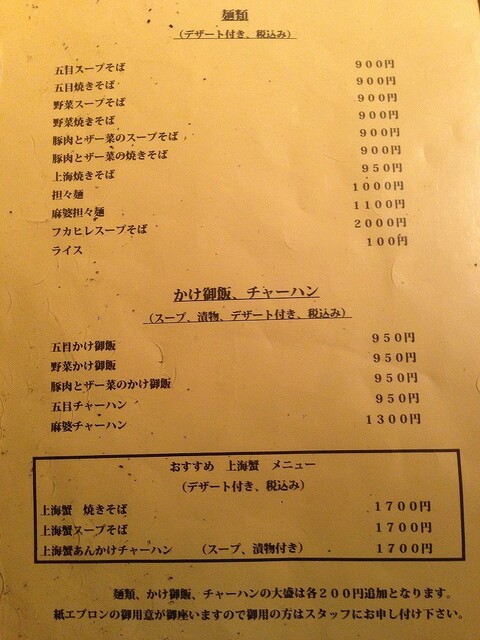 麺類
(デザート付き、税込み)
五目スープそば 900円
五目焼きそば 900円
野菜スープそば 900円
野菜焼きそば 900円
豚肉とザー菜のスープそば 900円
豚肉とザー菜の焼きそば 900円
上海焼きそば 950円
担々麺 1000円
麻婆担々麺 1100円
フカヒレスープそば 2000円
ライス 100円
かけ御飯、チャーハン
(スープ、漬物、デザート付き、税込み)
五目かけ御飯 950円
野菜かけ御飯 950円
豚肉とザー菜のかけ御飯 950円
五目チャーハン 950円
麻婆チャーハン 1300円
おすすめ 上海蟹 メニュー
(デザート付き、税込み)
上海蟹 焼きそば 1700円
上海蟹スープそば 1700円
上海蟹あんかけチャーハン (スープ、漬物付き) 1700円
麺類、かけ御飯、チャーハンの大盛は各200円追加となります。
紙エプロンの御用意が御座いますので御用の方はスタッフにお申し付け下さい。